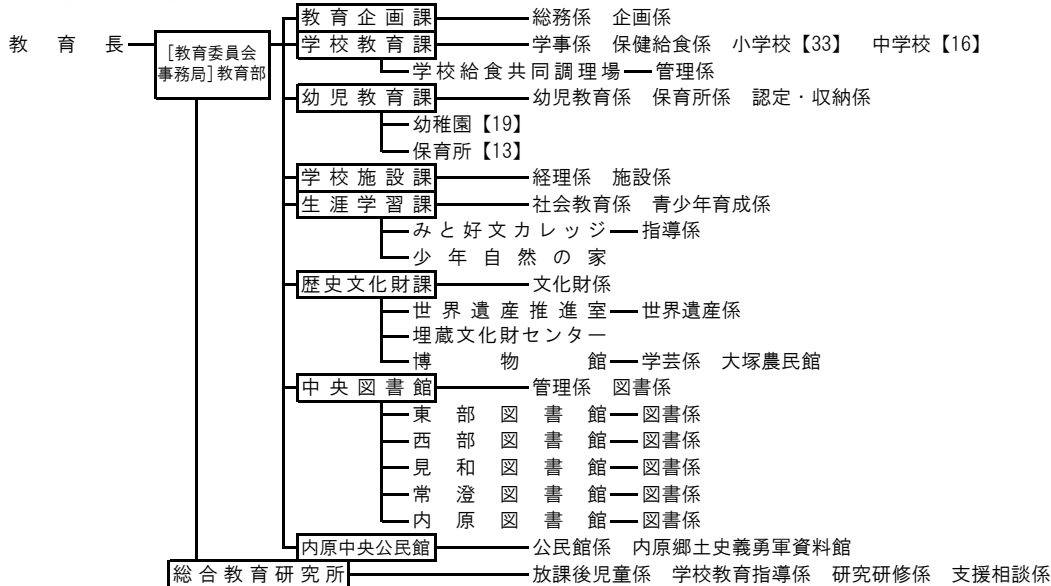 教育企画課 総務係 企画係
教育長 [教育委員会事務局]教育部 学校教育課 学事係 保健給食係 小学校【33】 中学校【16】
学校給食共同調理場 管理係
幼児教育課 幼児教育係 保育所係 認定・収納係
幼稚園【19】
保育所【13】
学校施設課 経理係 施設係
生涯学習課 社会教育係 青少年育成係
みと好文カレッジ 指導係
少年自然の家
歴史文化財課 文化財係
世界遺産推進室 世界遺産係
埋蔵文化財センター
博物館 学芸係 大塚農民館
中央図書館 管理係 図書係
東部図書館 図書係
西部図書館 図書係
見和図書館 図書係
常澄図書館 図書係
内原図書館 図書係
内原中央公民館 公民館係 内原郷土史義勇軍資料館
総合教育研究所 放課後児童係 学校教育指導係 研究研修係 支援相談係